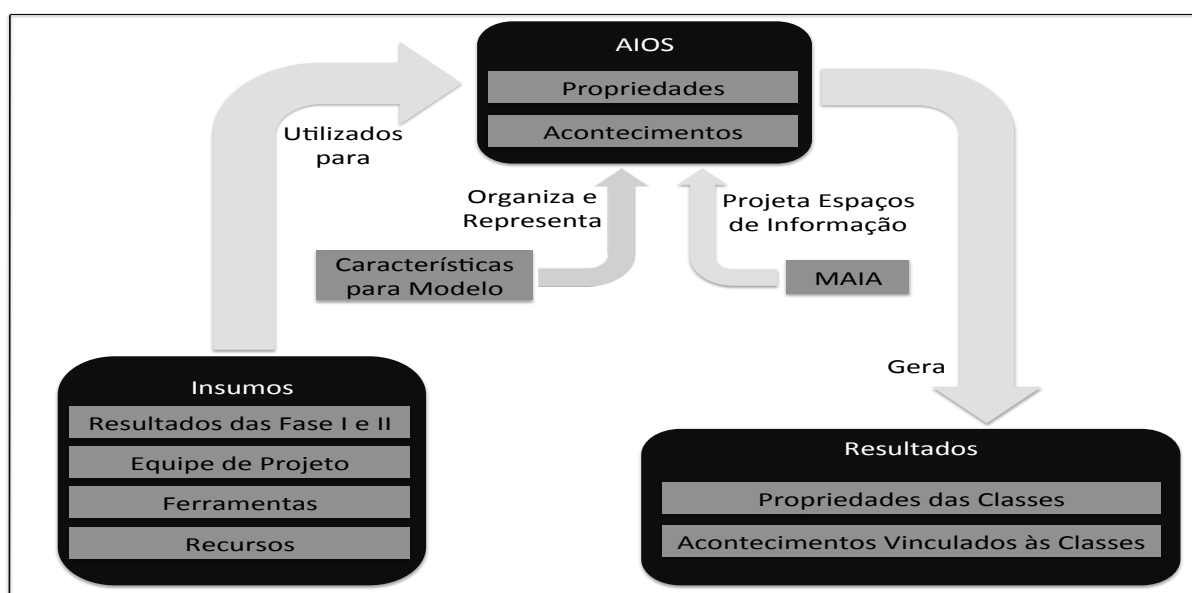 AIOS
Propriedades
Acontecimentos
Utilizados
para
Organiza e
Representa
Projeta Espaços
de Informação
Características
para Modelo
MAIA
Gera
Insumos
Resultados das Fase I e II
Equipe de Projeto
Ferramentas
Recursos
Resultados
Propriedades das Classes
Acontecimentos Vinculados às Classes